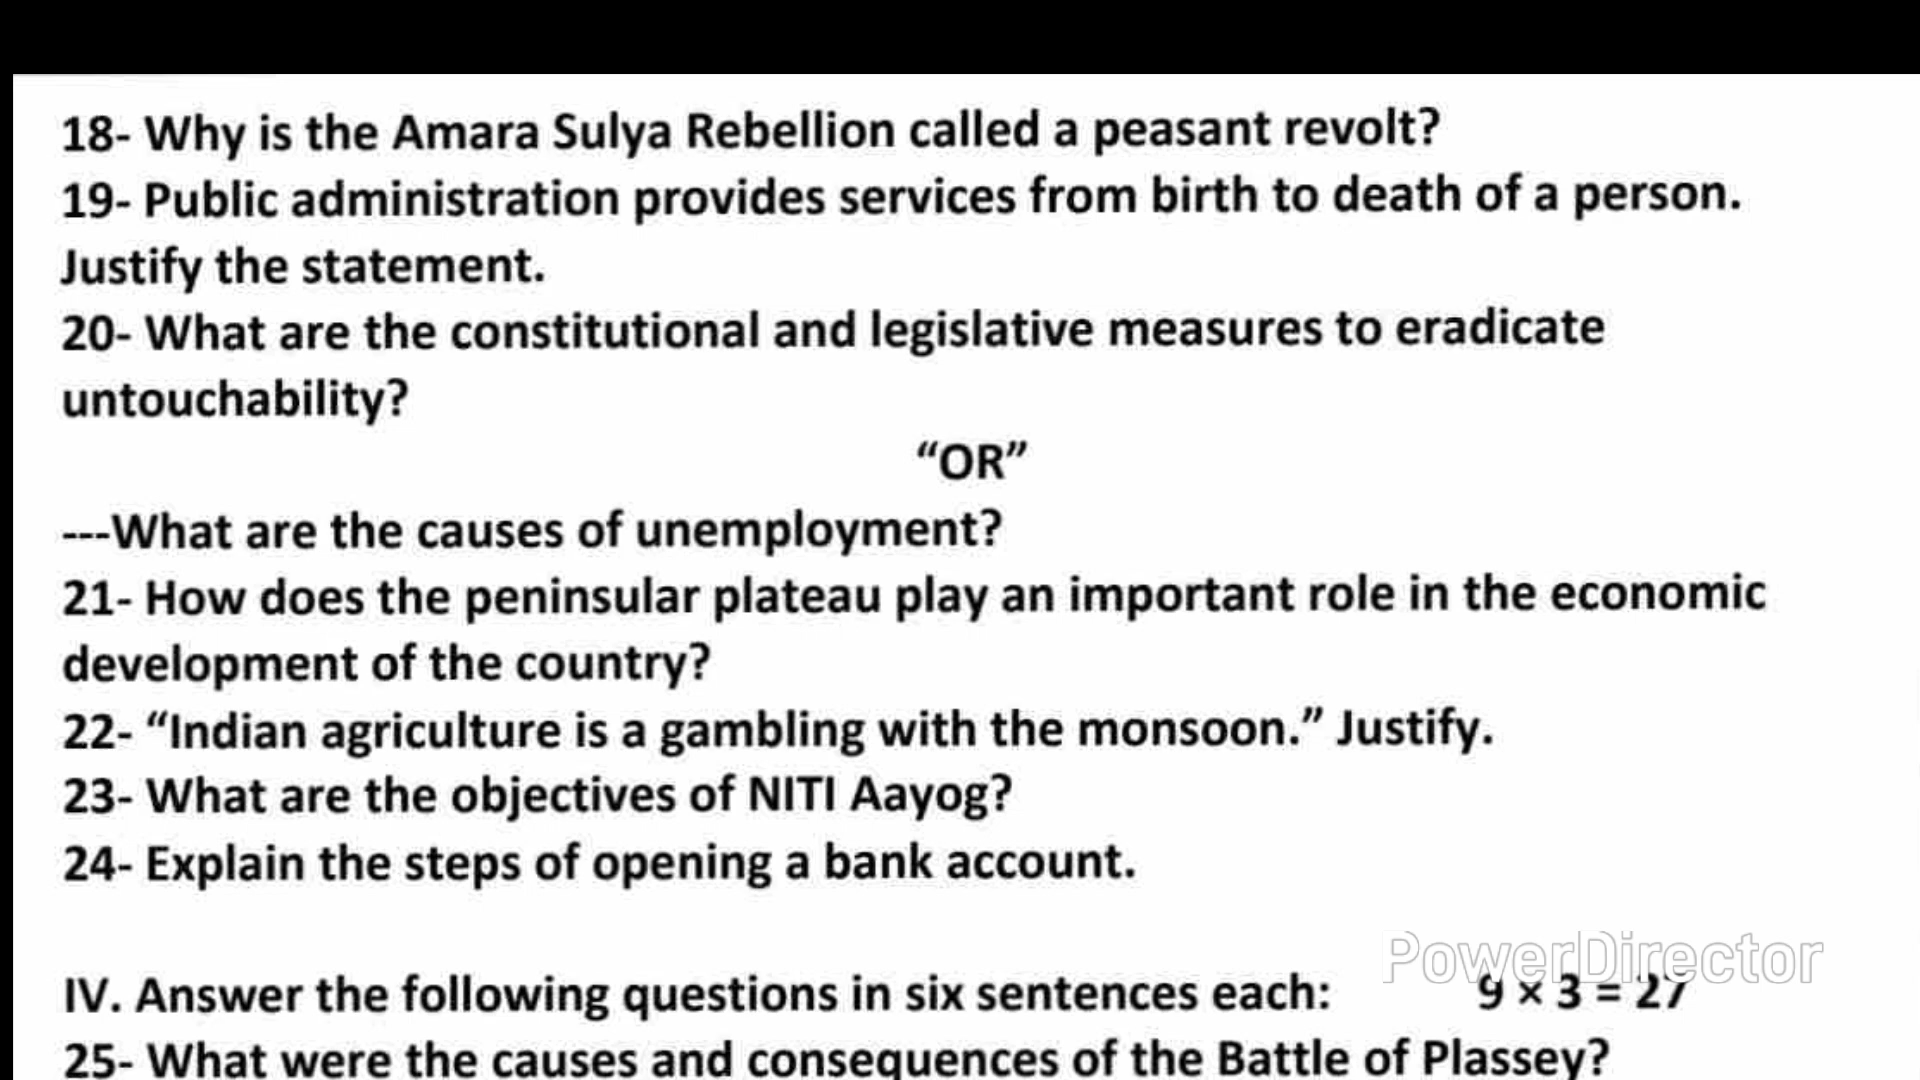 18- Why is the Amara Sulya Rebellion called a peasant revolt?
19- Public administration provides services from birth to death of a person.
Justify the statement.
20- What are the constitutional and legislative measures to eradicate
untouchability?
“OR”
---What are the causes of unemployment?
21- How does the peninsular plateau play an important role in the economic
development of the country?
22- “Indian agriculture is a gambling with the monsoon.” Justify.
23- What are the objectives of NITI Aayog?
24- Explain the steps of opening a bank account.
PowerDirector
IV. Answer the following questions in six sentences each: 9 × 3 = 27
25- What were the causes and consequences of the Battle of Plassey?